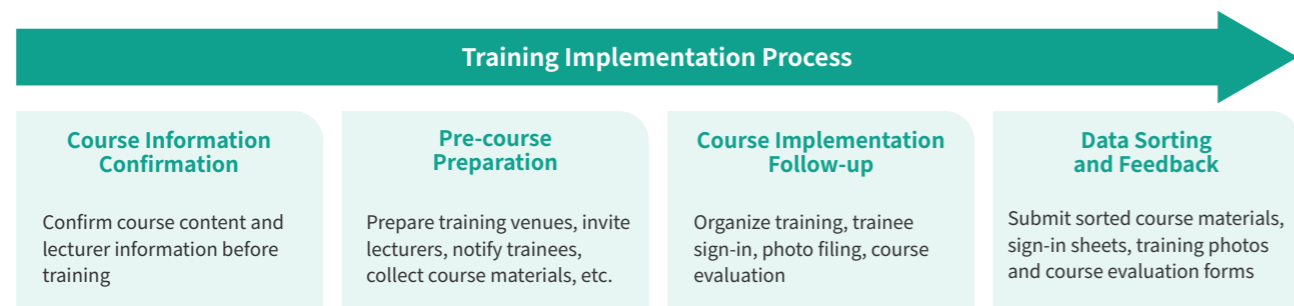 Training Implementation Process
Course Information
Confirmation
Confirm course content and
lecturer information before
training
Pre-course
Preparation
Prepare training venues, invite
lecturers, notify trainees,
collect course materials, etc.
Course Implementation
Follow-up
Organize training, trainee
sign-in, photo filing, course
evaluation
Data Sorting
and Feedback
Submit sorted course materials,
sign-in sheets, training photos
and course evaluation forms